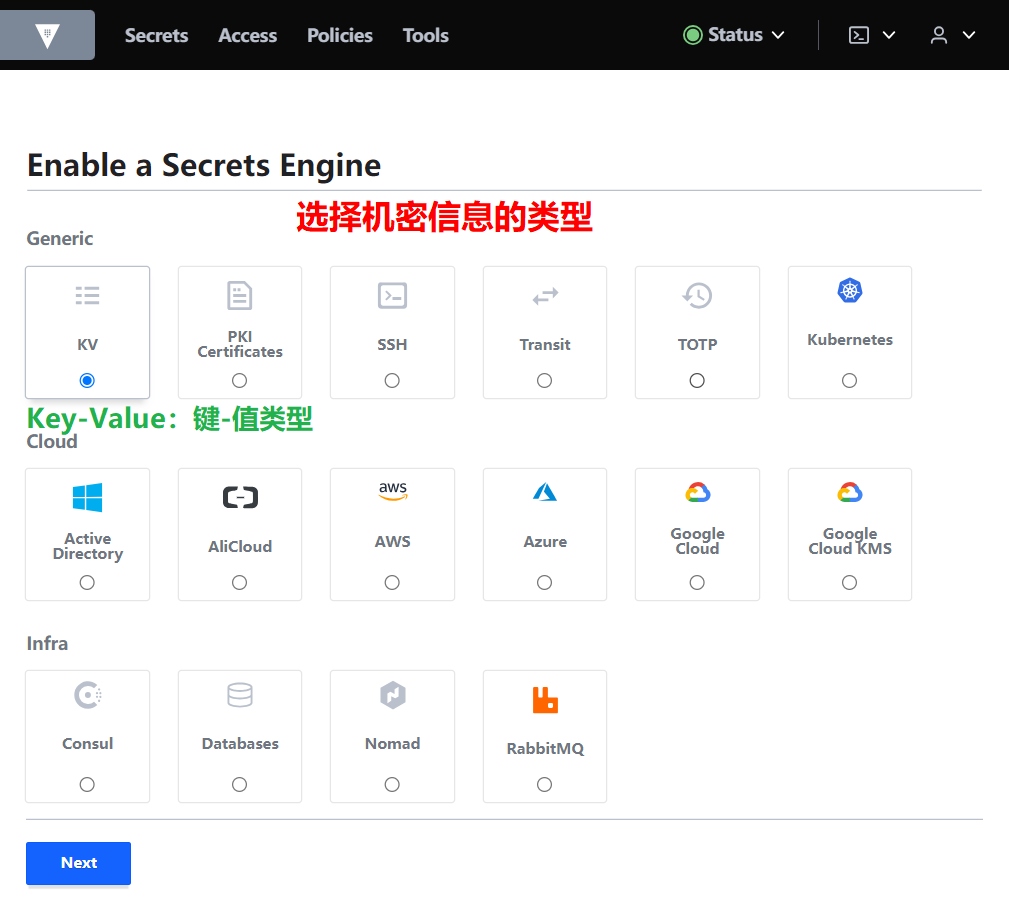 Secrets Access Policies Tools Status
Enable a Secrets Engine
选择机密信息的类型
Generic
KV
PKI
Certificates
SSH
Transit
TOTP
Kubernetes
Key-Value：键-值类型
Cloud
Active
Directory
AliCloud
aws
AWS
Azure
Google
Cloud
Google
Cloud KMS
Infra
Consul
Databases
Nomad
RabbitMQ
Next